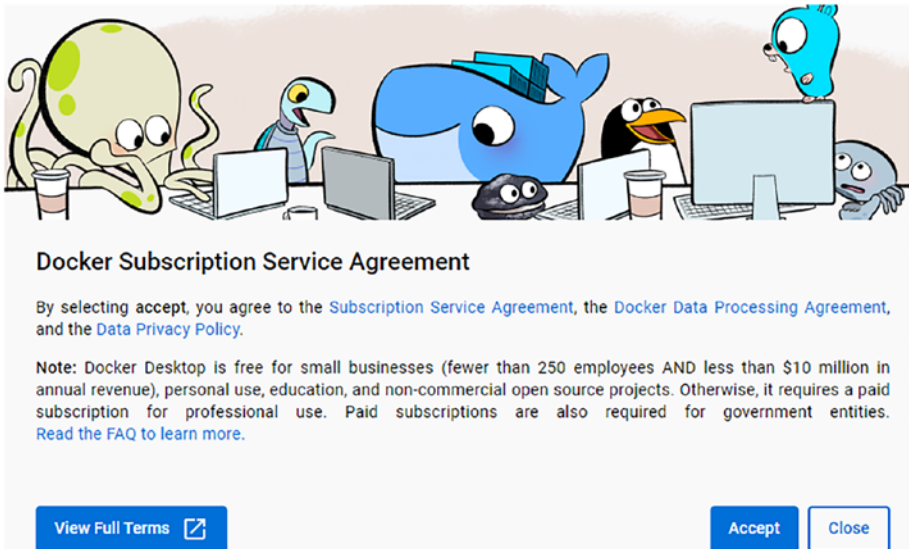 Docker Subscription Service Agreement
By selecting accept, you agree to the Subscription Service Agreement, the Docker Data Processing Agreement,
and the Data Privacy Policy.
Note: Docker Desktop is free for small businesses (fewer than 250 employees AND less than $10 million in
annual revenue), personal use, education, and non-commercial open source projects. Otherwise, it requires a paid
subscription for professional use. Paid subscriptions are also required for government entities.
Read the FAQ to learn more.
View Full Terms
Accept
Close